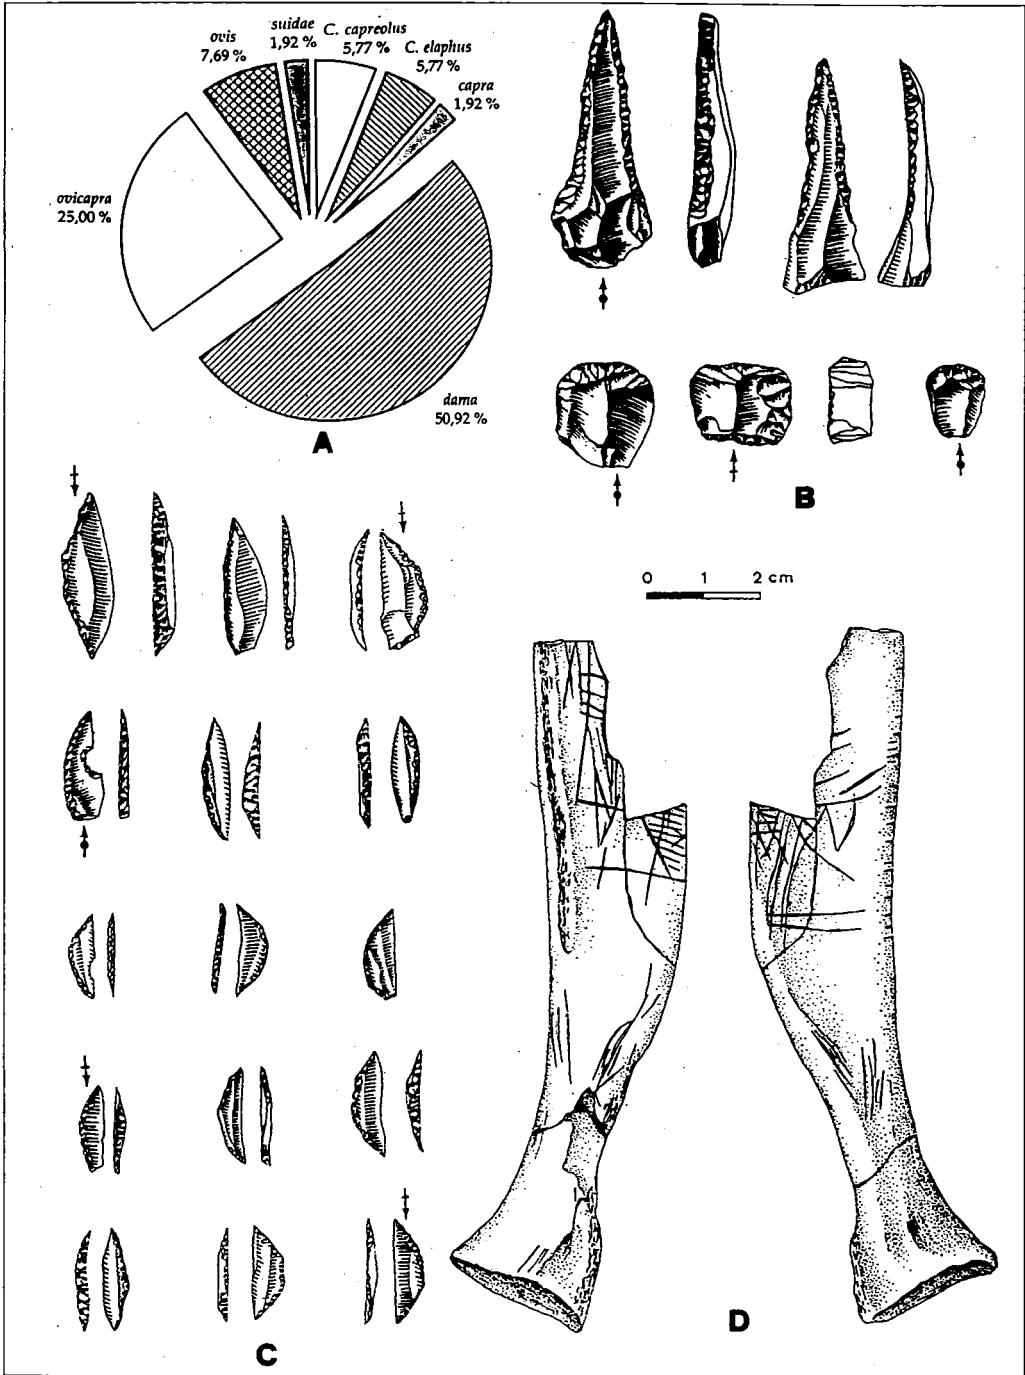 ovis
7,69 %
suidae
1,92 %
C. capreolus
5,77 %
C. elaphus
5,77 %
capra
1,92 %
ovicapra
25,00 %
dama
50,92 %
A
B
0 1 2 cm
C
D